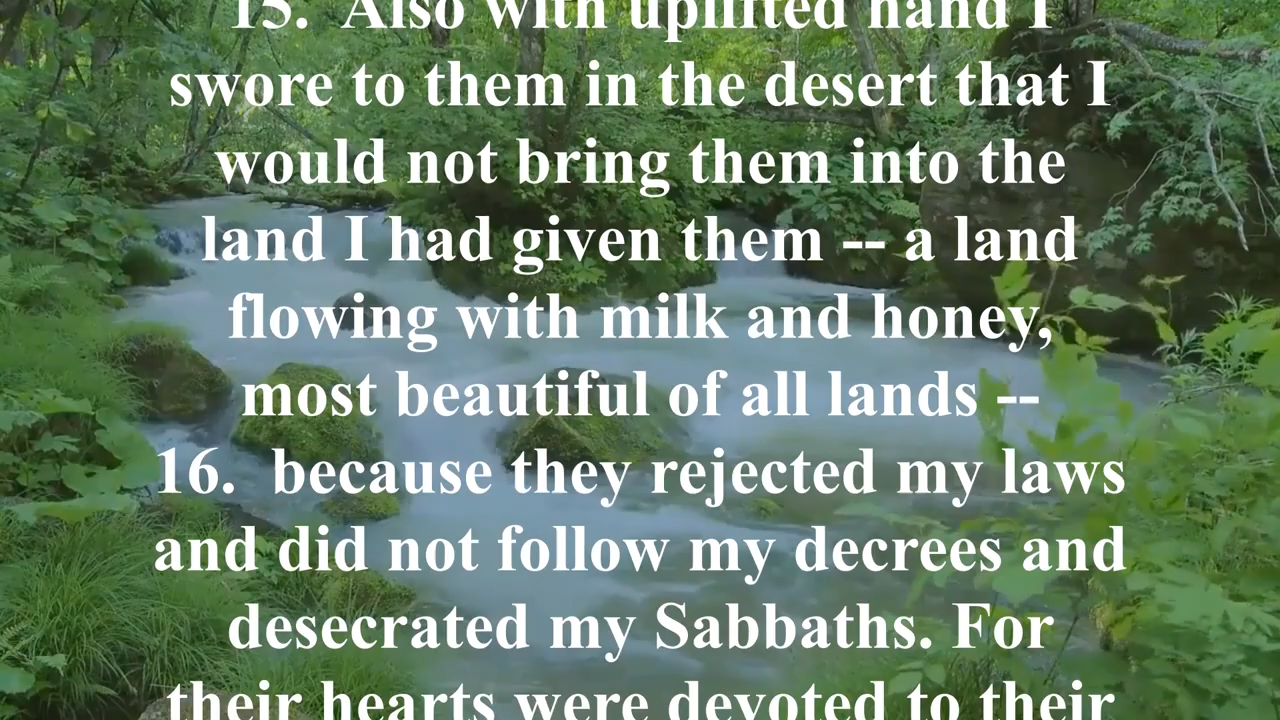 15.  Also with uplifted hand I
swore to them in the desert that I
would not bring them into the
land I had given them -- a land
flowing with milk and honey,
most beautiful of all lands --
16.  because they rejected my laws
and did not follow my decrees and
desecrated my Sabbaths. For
their hearts were devoted to their